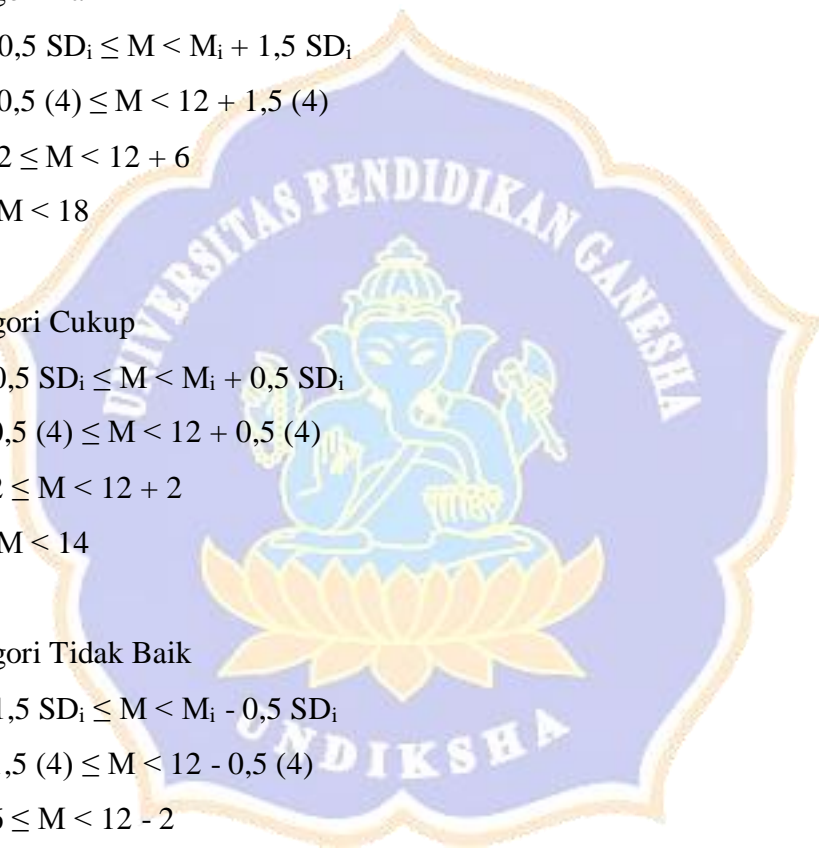 0,5 SDᵢ ≤ M < Mᵢ + 1,5 SDᵢ
0,5 (4) ≤ M < 12 + 1,5 (4)
2 ≤ M < 12 + 6
M < 18
UNIVERSITAS PENDIDIKAN GANESHA
gori Cukup
0,5 SDᵢ ≤ M < Mᵢ + 0,5 SDᵢ
0,5 (4) ≤ M < 12 + 0,5 (4)
2 ≤ M < 12 + 2
M < 14
gori Tidak Baik
1,5 SDᵢ ≤ M < Mᵢ - 0,5 SDᵢ
1,5 (4) ≤ M < 12 - 0,5 (4)
UNDIKSHA
6 ≤ M < 12 - 2